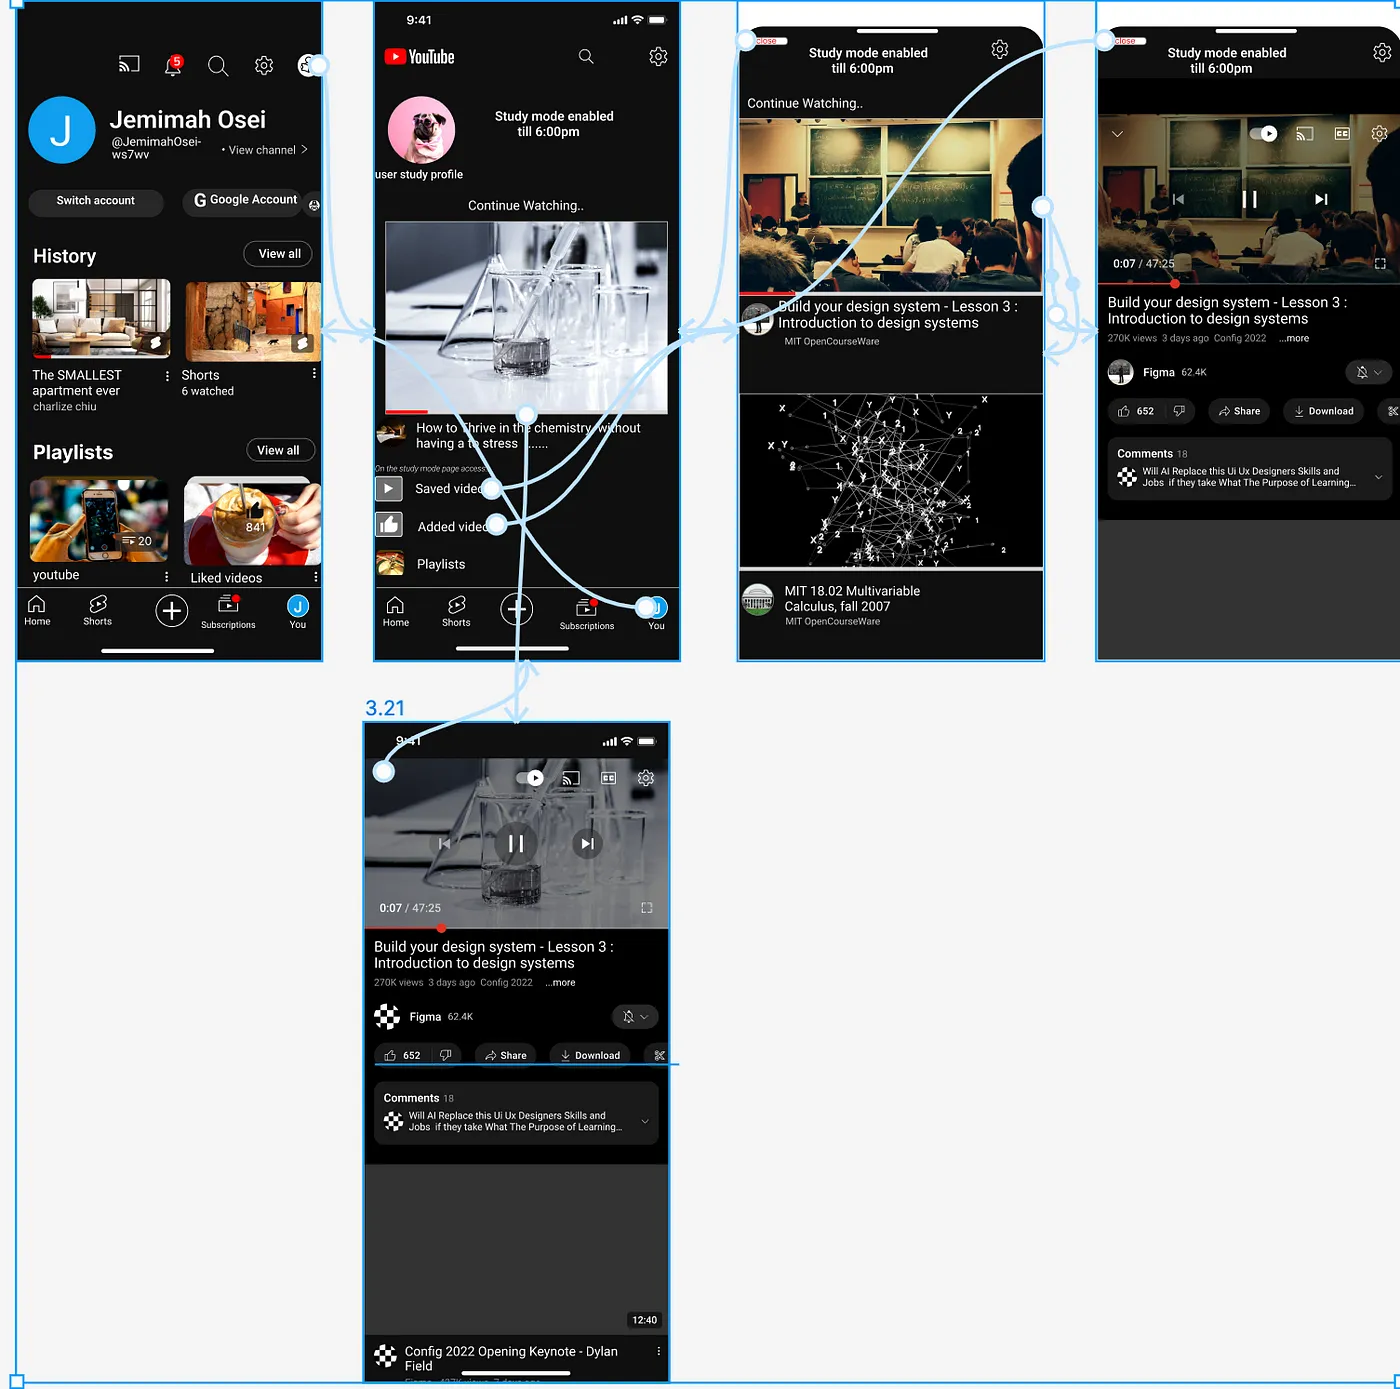 5
Jemimah Osei
@JemimahOsei-
ws7wv
• View channel >
J
Switch account
G Google Account
History
View all
The SMALLEST
apartment ever
charlize chiu
Shorts
6 watched
Playlists
View all
20
841
youtube
Liked videos
Home
Shorts
Subscriptions
J
You
9:41
YouTube
Study mode enabled
till 6:00pm
user study profile
Continue Watching..
How to Thrive in the chemistry, without
having a to stress ......
On the study mode page access:
Saved video
Added video
Playlists
Home
Shorts
Subscriptions
J
You
close
Study mode enabled
till 6:00pm
Continue Watching..
Build your design system - Lesson 3 :
Introduction to design systems
MIT OpenCourseWare
MIT 18.02 Multivariable
Calculus, fall 2007
MIT OpenCourseWare
close
Study mode enabled
till 6:00pm
CC
0:07 / 47:25
Build your design system - Lesson 3 :
Introduction to design systems
270K views 3 days ago Config 2022 ...more
Figma 62.4K
652
Share
Download
Comments 18
Will AI Replace this Ui Ux Designers Skills and
Jobs if they take What The Purpose of Learning...
3.21
9:41
CC
0:07 / 47:25
Build your design system - Lesson 3 :
Introduction to design systems
270K views 3 days ago Config 2022 ...more
Figma 62.4K
652
Share
Download
Comments 18
Will AI Replace this Ui Ux Designers Skills and
Jobs if they take What The Purpose of Learning...
12:40
Config 2022 Opening Keynote - Dylan
Field